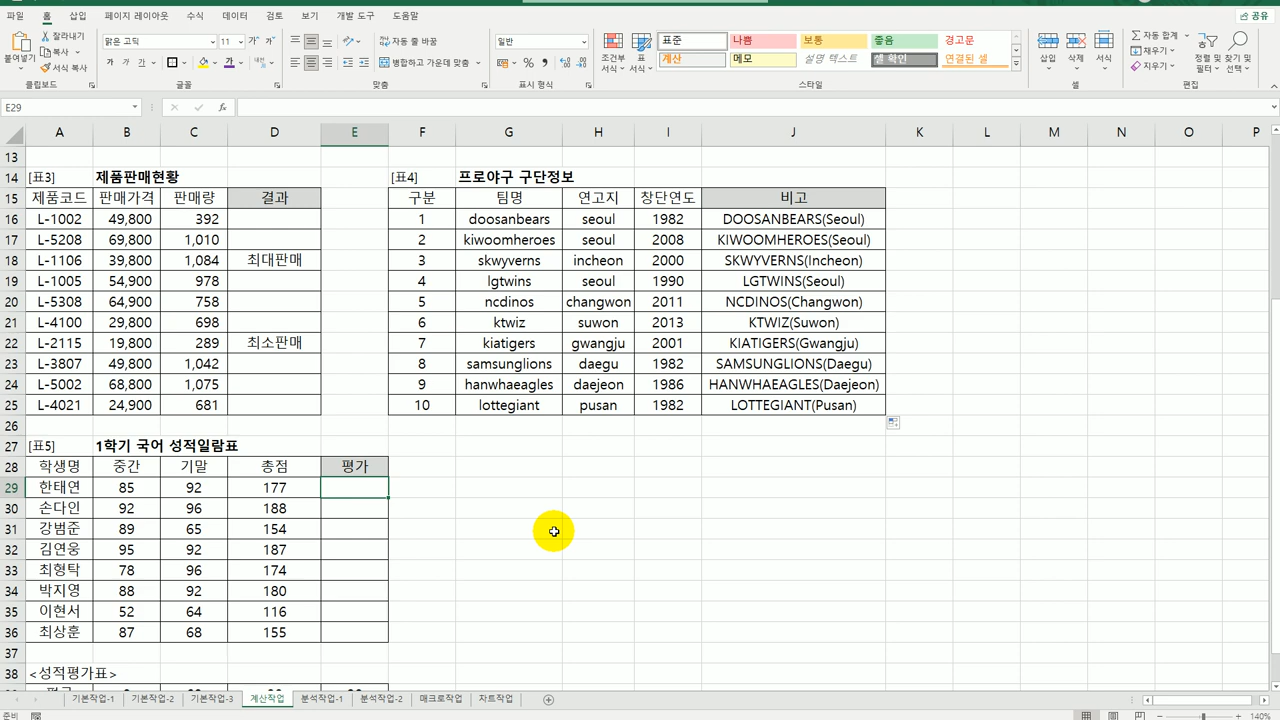 파일 홈 삽입 페이지 레이아웃 수식 데이터 검토 보기 개발 도구 도움말 공유
붙여넣기 잘라내기 복사 서식 복사 클립보드
맑은 고딕 11 가 가 가 가 가 가 글꼴
자동 줄 바꿈 병합하고 가운데 맞춤 맞춤
일반 % 표시 형식
조건부 서식 표 서식 표준 나쁨 보통 좋음 경고문
계산 메모 설명 텍스트 셀 확인 연결된 셀 스타일
삽입 삭제 서식 셀
자동 합계 채우기 지우기 정렬 및 필터 찾기 및 선택 편집
E29 fx
A B C D E F G H I J K L M N O P
13
14 [표3] 제품판매현황 [표4] 프로야구 구단정보
15 제품코드 판매가격 판매량 결과 구분 팀명 연고지 창단연도 비고
16 L-1002 49,800 392 1 doosanbears seoul 1982 DOOSANBEARS(Seoul)
17 L-5208 69,800 1,010 2 kiwoomheroes seoul 2008 KIWOOMHEROES(Seoul)
18 L-1106 39,800 1,084 최대판매 3 skwyverns incheon 2000 SKWYVERNS(Incheon)
19 L-1005 54,900 978 4 lgtwins seoul 1990 LGTWINS(Seoul)
20 L-5308 64,900 758 5 ncdinos changwon 2011 NCDINOS(Changwon)
21 L-4100 29,800 698 6 ktwiz suwon 2013 KTWIZ(Suwon)
22 L-2115 19,800 289 최소판매 7 kiatigers gwangju 2001 KIATIGERS(Gwangju)
23 L-3807 49,800 1,042 8 samsunglions daegu 1982 SAMSUNGLIONS(Daegu)
24 L-5002 68,800 1,075 9 hanwhaeagles daejeon 1986 HANWHAEAGLES(Daejeon)
25 L-4021 24,900 681 10 lottegiant pusan 1982 LOTTEGIANT(Pusan)
26
27 [표5] 1학기 국어 성적일람표
28 학생명 중간 기말 총점 평가
29 한태연 85 92 177
30 손다인 92 96 188
31 강범준 89 65 154
32 김연웅 95 92 187
33 최형탁 78 96 174
34 박지영 88 92 180
35 이현서 52 64 116
36 최상훈 87 68 155
37
38 <성적평가표>
기본작업-1 기본작업-2 기본작업-3 계산작업 분석작업-1 분석작업-2 매크로작업 차트작업
준비 140%